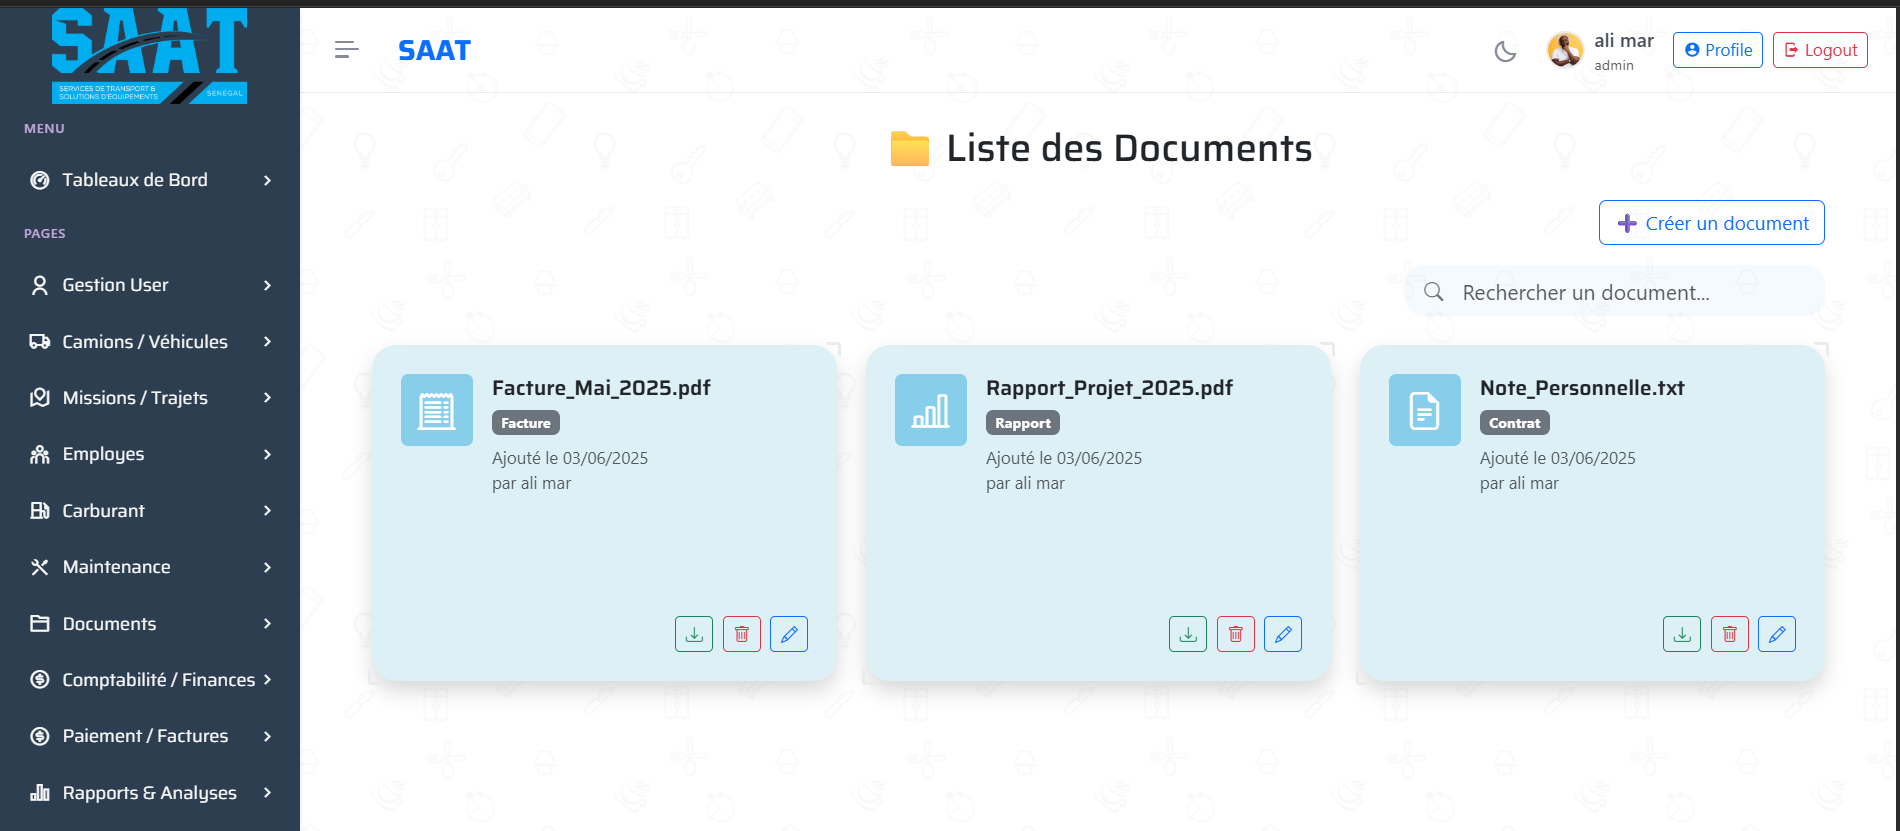 SAAT
SERVICES DE TRANSPORT &
SOLUTIONS D'ÉQUIPEMENTS
SENEGAL
MENU
Tableaux de Bord
PAGES
Gestion User
Camions / Véhicules
Missions / Trajets
Employes
Carburant
Maintenance
Documents
Comptabilité / Finances
Paiement / Factures
Rapports & Analyses
SAAT
ali mar
admin
Profile
Logout
Liste des Documents
Créer un document
Rechercher un document...
Facture_Mai_2025.pdf
Facture
Ajouté le 03/06/2025
par ali mar
Rapport_Projet_2025.pdf
Rapport
Ajouté le 03/06/2025
par ali mar
Note_Personnelle.txt
Contrat
Ajouté le 03/06/2025
par ali mar